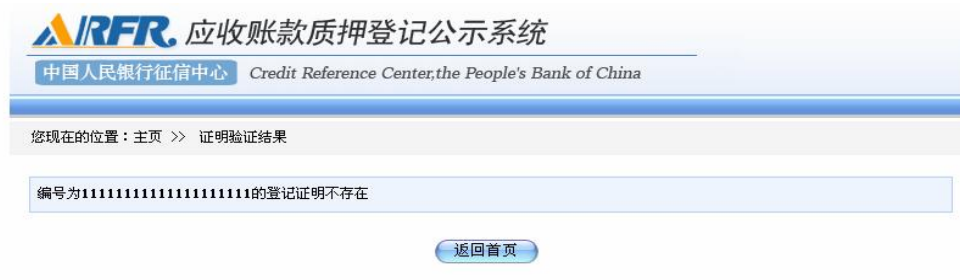 ARFR. 应收账款质押登记公示系统
中国人民银行征信中心 Credit Reference Center,the People's Bank of China
您现在的位置：主页 >> 证明验证结果
编号为11111111111111111111的登记证明不存在
返回首页